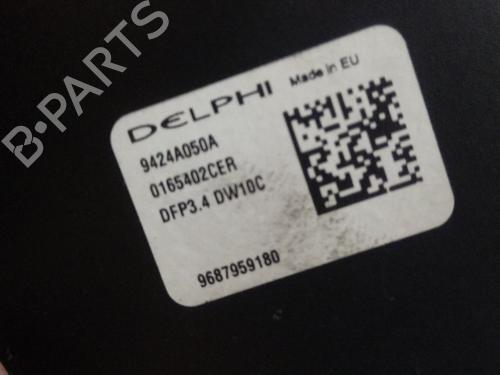 B-PARTS
DELPHI Made in EU
9424A050A
0165402CER
DFP3.4 DW10C
9687959180